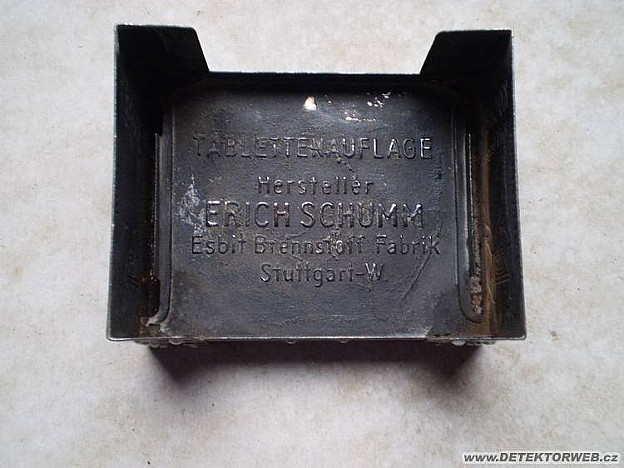 TABLETTENAUFLAGE
Hersteller
ERICH SCHUMM
Esbit Brennstoff Fabrik
Stuttgart-W.
www.DETEKTORWEB.cz